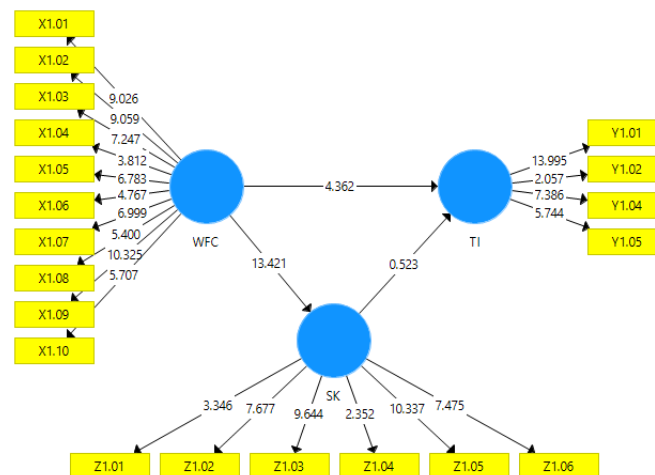 X1.01
X1.02
X1.03
X1.04
X1.05
X1.06
X1.07
X1.08
X1.09
X1.10
9.026
9.059
7.247
3.812
6.783
4.767
6.999
5.400
10.325
5.707
WFC
4.362
13.421
0.523
TI
13.995
2.057
7.386
5.744
Y1.01
Y1.02
Y1.04
Y1.05
SK
3.346
7.677
9.644
2.352
10.337
7.475
Z1.01
Z1.02
Z1.03
Z1.04
Z1.05
Z1.06